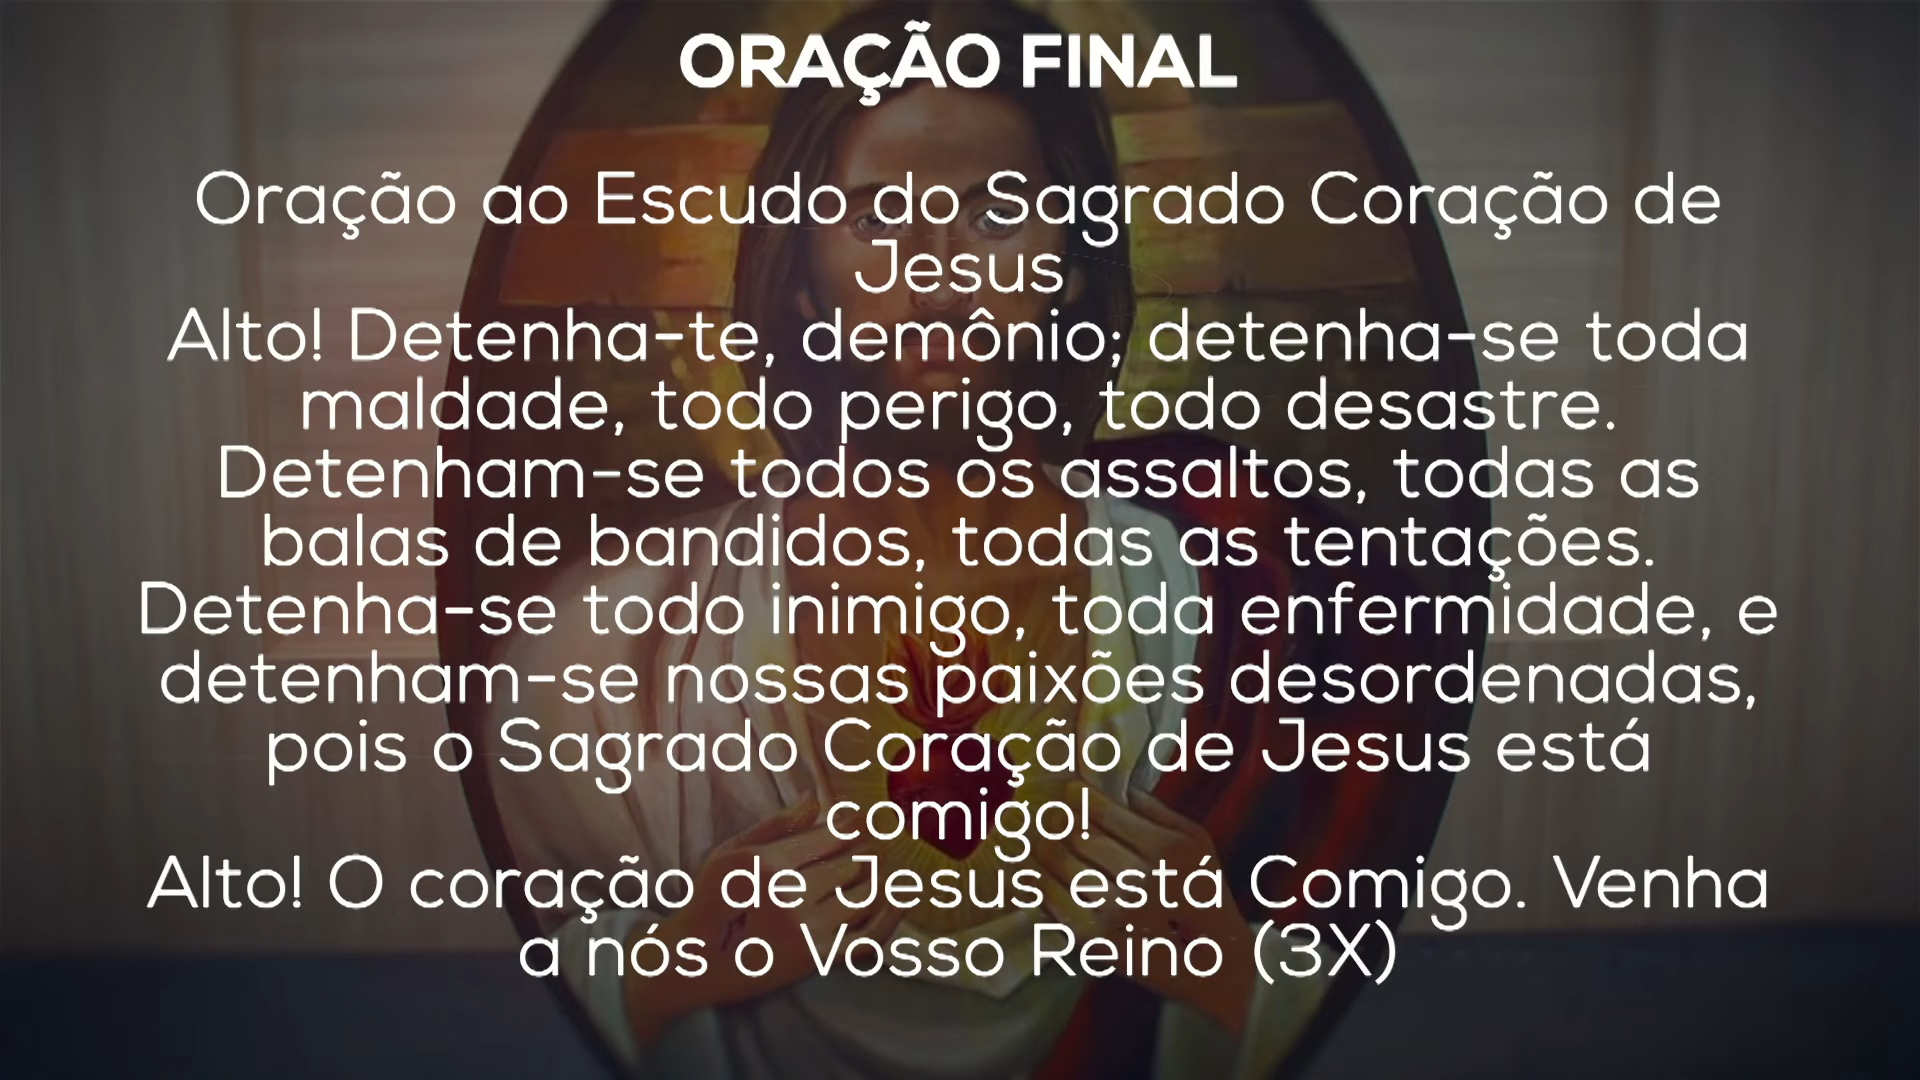 ORAÇÃO FINAL
Oração ao Escudo do Sagrado Coração de
Jesus
Alto! Detenha-te, demônio; detenha-se toda
maldade, todo perigo, todo desastre.
Detenham-se todos os assaltos, todas as
balas de bandidos, todas as tentações.
Detenha-se todo inimigo, toda enfermidade, e
detenham-se nossas paixões desordenadas,
pois o Sagrado Coração de Jesus está
comigo!
Alto! O coração de Jesus está Comigo. Venha
a nós o Vosso Reino (3X)